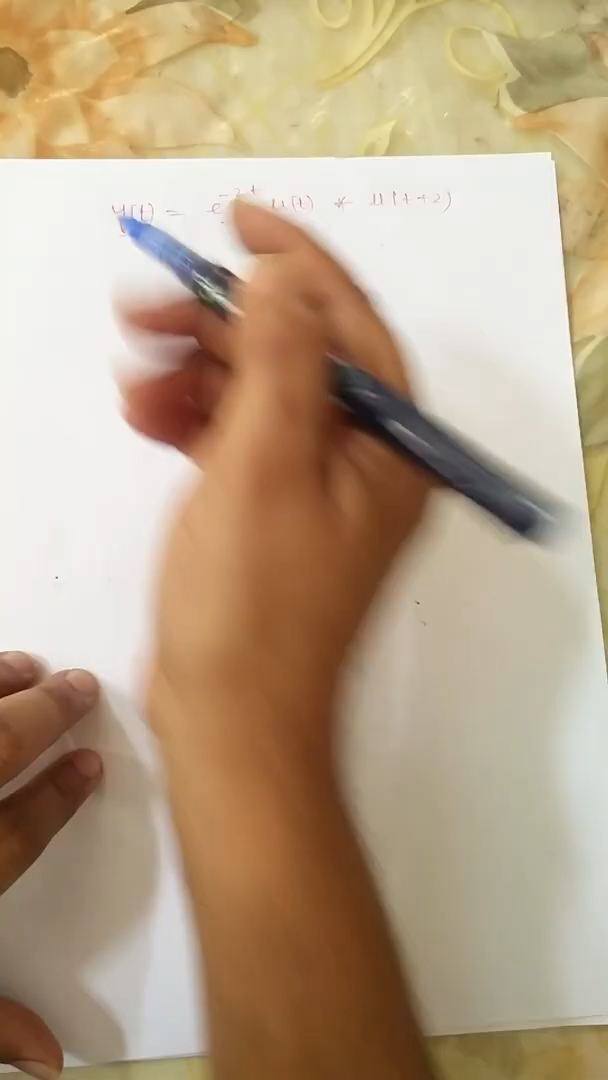 y(t) = e^-2t u(t) * u(t+2)